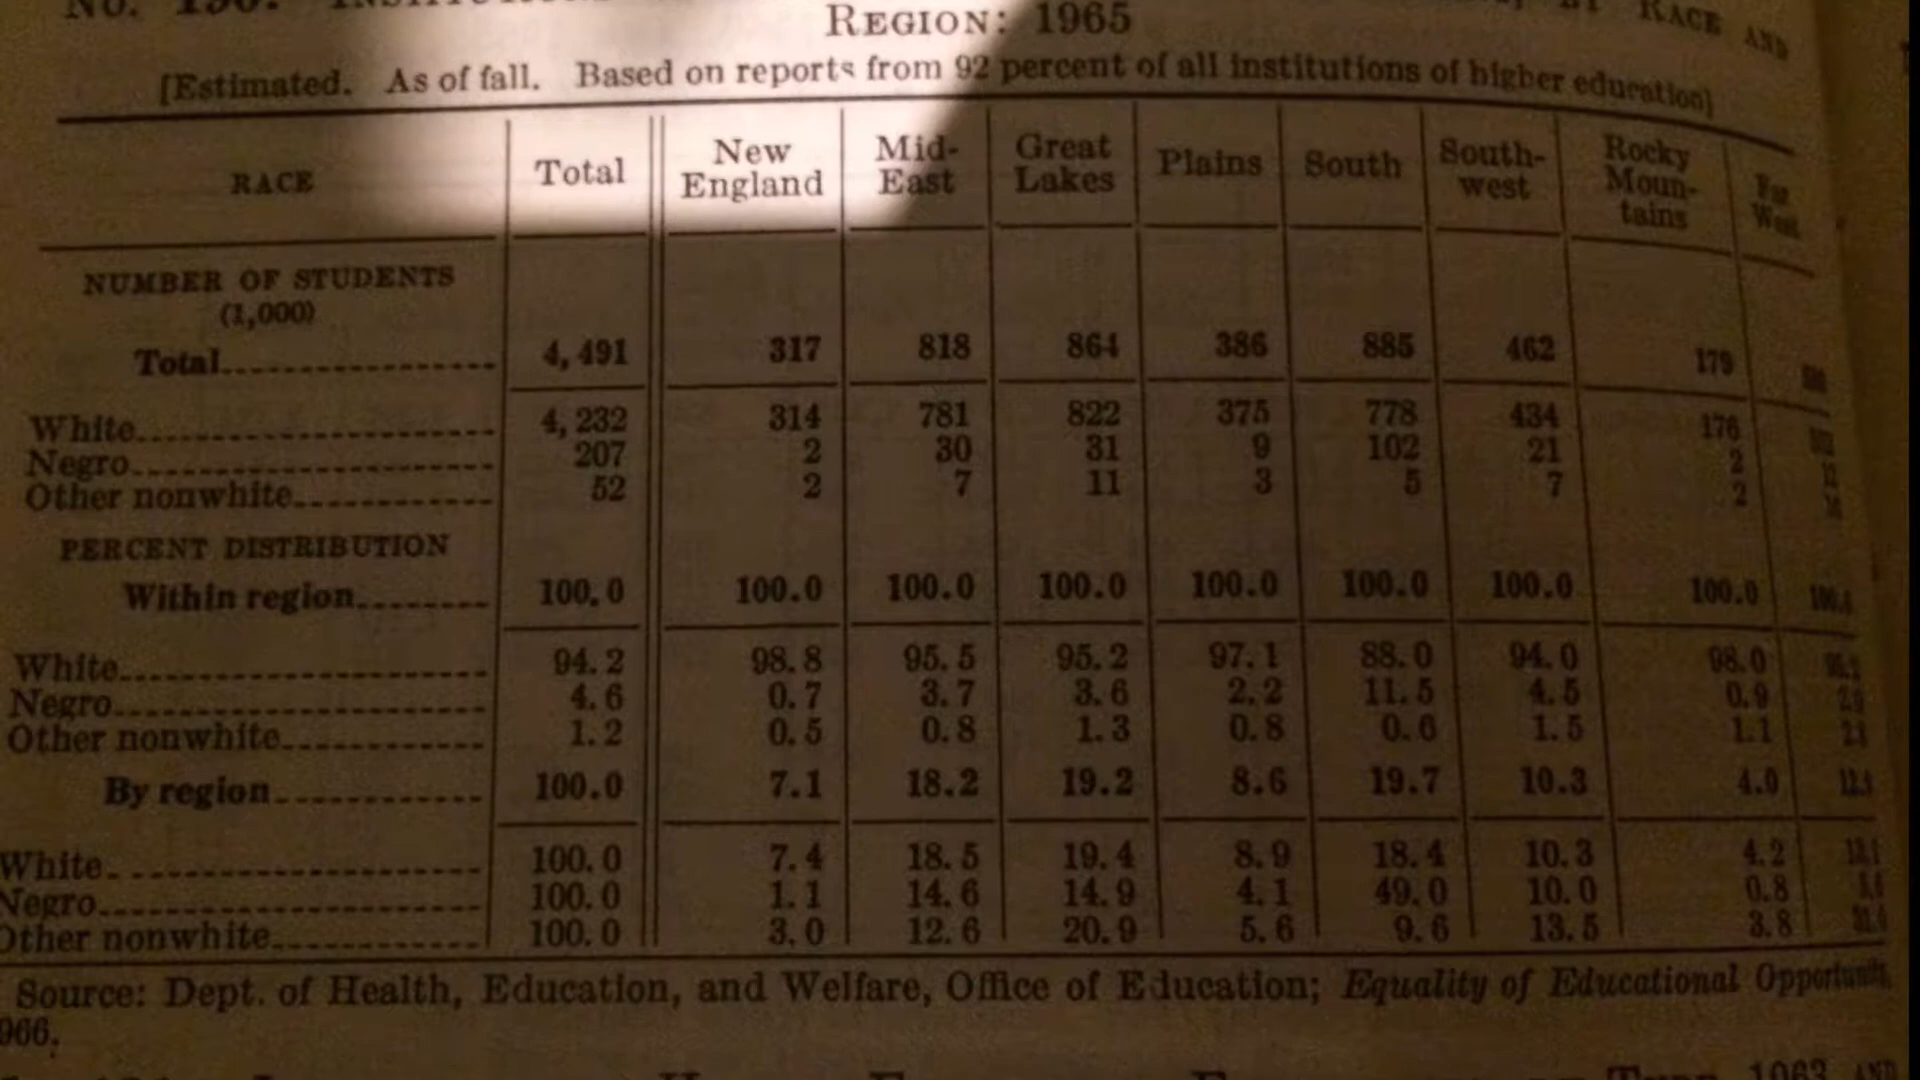 No. 190.
RACE AND
REGION: 1965
[Estimated. As of fall. Based on reports from 92 percent of all institutions of higher education]
RACE Total New England Mid-East Great Lakes Plains South South-west Rocky Moun-tains Far West
NUMBER OF STUDENTS
(1,000)
Total 4,491 317 818 864 386 885 462 179
White 4,232 314 781 822 375 778 434 176
Negro 207 2 30 31 9 102 21 2
Other nonwhite 52 2 7 11 3 5 7 2
PERCENT DISTRIBUTION
Within region 100.0 100.0 100.0 100.0 100.0 100.0 100.0 100.0 100.0
White 94.2 98.8 95.5 95.2 97.1 88.0 94.0 98.0
Negro 4.6 0.7 3.7 3.6 2.2 11.5 4.5 0.9
Other nonwhite 1.2 0.5 0.8 1.3 0.8 0.6 1.5 1.1
By region 100.0 7.1 18.2 19.2 8.6 19.7 10.3 4.0
White 100.0 7.4 18.5 19.4 8.9 18.4 10.3 4.2
Negro 100.0 1.1 14.6 14.9 4.1 49.0 10.0 0.8
Other nonwhite 100.0 3.0 12.6 20.9 5.6 9.6 13.5 3.8
Source: Dept. of Health, Education, and Welfare, Office of Education; Equality of Educational Opportunity,
966.
1963 AND